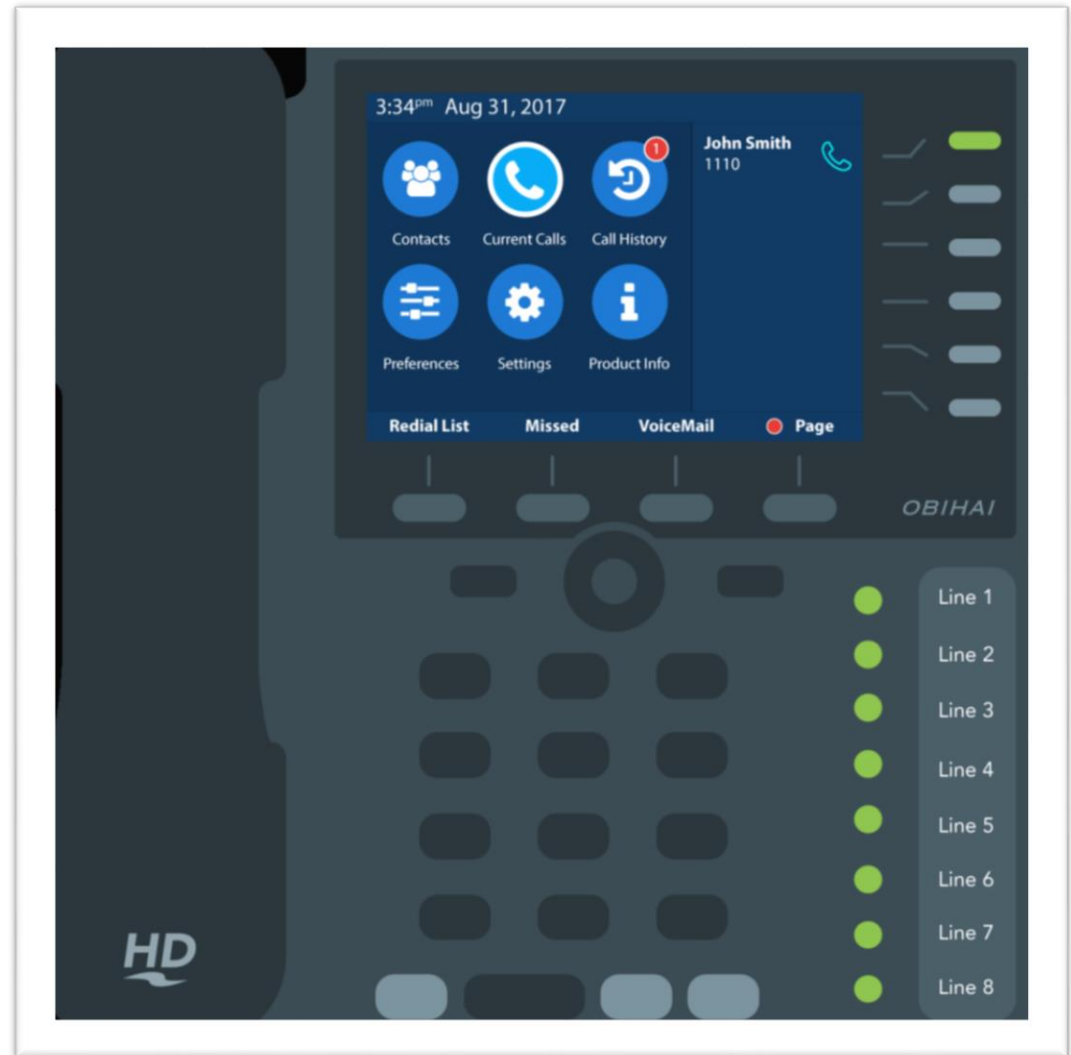 3:34pm Aug 31, 2017
John Smith
1110
1
Contacts
Current Calls
Call History
Preferences
Settings
Product Info
Redial List
Missed
VoiceMail
Page
OBIHAI
Line 1
Line 2
Line 3
Line 4
Line 5
Line 6
Line 7
Line 8
HD